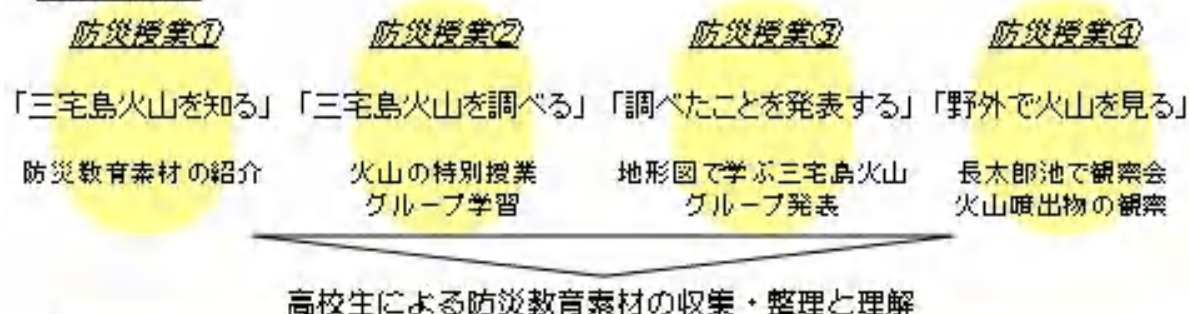 防災授業① 防災授業② 防災授業③ 防災授業④
「三宅島火山を知る」 「三宅島火山を調べる」 「調べたことを発表する」 「野外で火山を見る」
防災教育素材の紹介 火山の特別授業 地形図で学ぶ三宅島火山 長太郎池で観察会
グループ学習 グループ発表 火山噴出物の観察
高校生による防災教育素材の収集・整理と理解